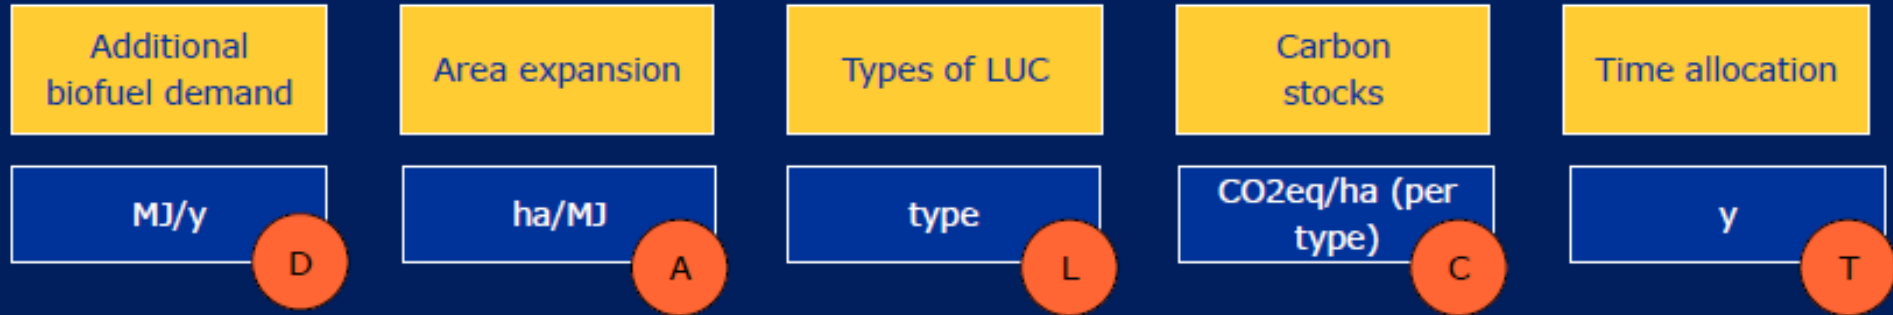 Additional
biofuel demand
Area expansion
Types of LUC
Carbon
stocks
Time allocation
MJ/y
ha/MJ
type
CO2eq/ha (per
type)
y
D
A
L
C
T